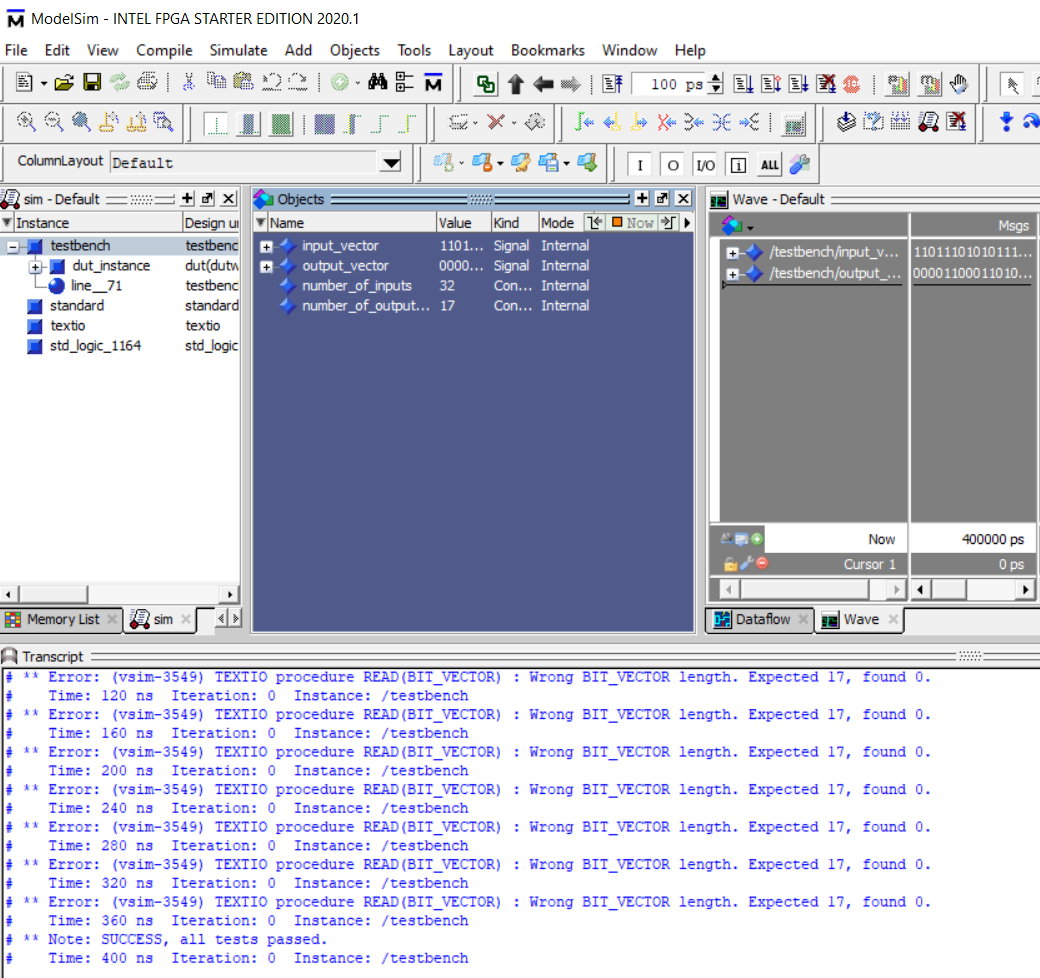 ModelSim - INTEL FPGA STARTER EDITION 2020.1
File Edit View Compile Simulate Add Objects Tools Layout Bookmarks Window Help
100 ps
ColumnLayout Default
I O I/O ALL
sim - Default
Instance Design un
testbench testbenc
dut_instance dut(dutw
line__71 testbenc
standard standard
textio textio
std_logic_1164 std_logic
Memory List sim
Objects
Name Value Kind Mode Now
input_vector 1101... Signal Internal
output_vector 0000... Signal Internal
number_of_inputs 32 Con... Internal
number_of_output... 17 Con... Internal
Wave - Default
Msgs
/testbench/input_v... 11011101010111...
/testbench/output_... 00001100011010...
Now 400000 ps
Cursor 1 0 ps
Dataflow Wave
Transcript
# ** Error: (vsim-3549) TEXTIO procedure READ(BIT_VECTOR) : Wrong BIT_VECTOR length. Expected 17, found 0.
# Time: 120 ns Iteration: 0 Instance: /testbench
# ** Error: (vsim-3549) TEXTIO procedure READ(BIT_VECTOR) : Wrong BIT_VECTOR length. Expected 17, found 0.
# Time: 160 ns Iteration: 0 Instance: /testbench
# ** Error: (vsim-3549) TEXTIO procedure READ(BIT_VECTOR) : Wrong BIT_VECTOR length. Expected 17, found 0.
# Time: 200 ns Iteration: 0 Instance: /testbench
# ** Error: (vsim-3549) TEXTIO procedure READ(BIT_VECTOR) : Wrong BIT_VECTOR length. Expected 17, found 0.
# Time: 240 ns Iteration: 0 Instance: /testbench
# ** Error: (vsim-3549) TEXTIO procedure READ(BIT_VECTOR) : Wrong BIT_VECTOR length. Expected 17, found 0.
# Time: 280 ns Iteration: 0 Instance: /testbench
# ** Error: (vsim-3549) TEXTIO procedure READ(BIT_VECTOR) : Wrong BIT_VECTOR length. Expected 17, found 0.
# Time: 320 ns Iteration: 0 Instance: /testbench
# ** Error: (vsim-3549) TEXTIO procedure READ(BIT_VECTOR) : Wrong BIT_VECTOR length. Expected 17, found 0.
# Time: 360 ns Iteration: 0 Instance: /testbench
# ** Note: SUCCESS, all tests passed.
# Time: 400 ns Iteration: 0 Instance: /testbench